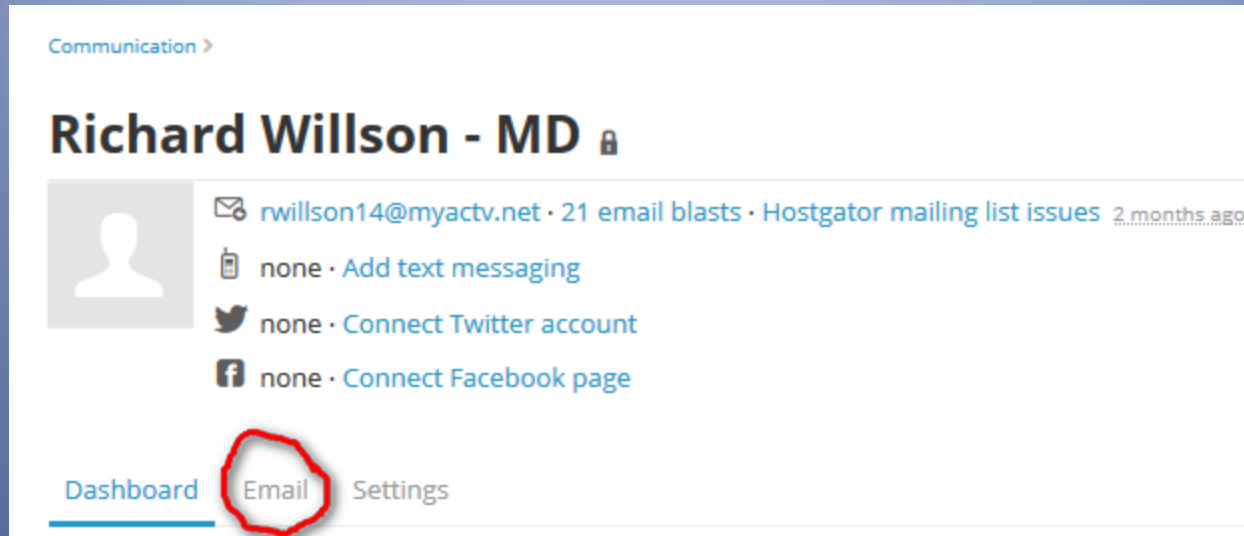 Communication >
Richard Willson - MD
rwillson14@myactv.net · 21 email blasts · Hostgator mailing list issues 2 months ago
none · Add text messaging
none · Connect Twitter account
none · Connect Facebook page
Dashboard Email Settings